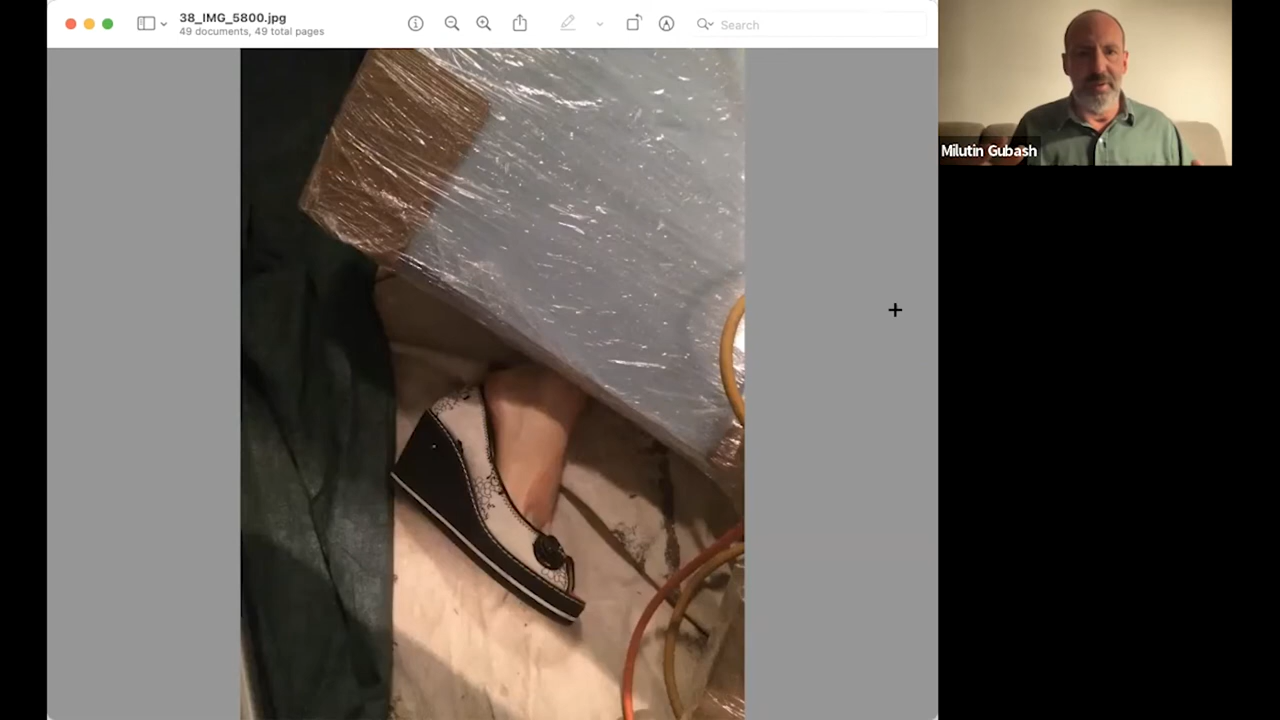 38_IMG_5800.jpg
49 documents, 49 total pages
Search
Milutin Gubash